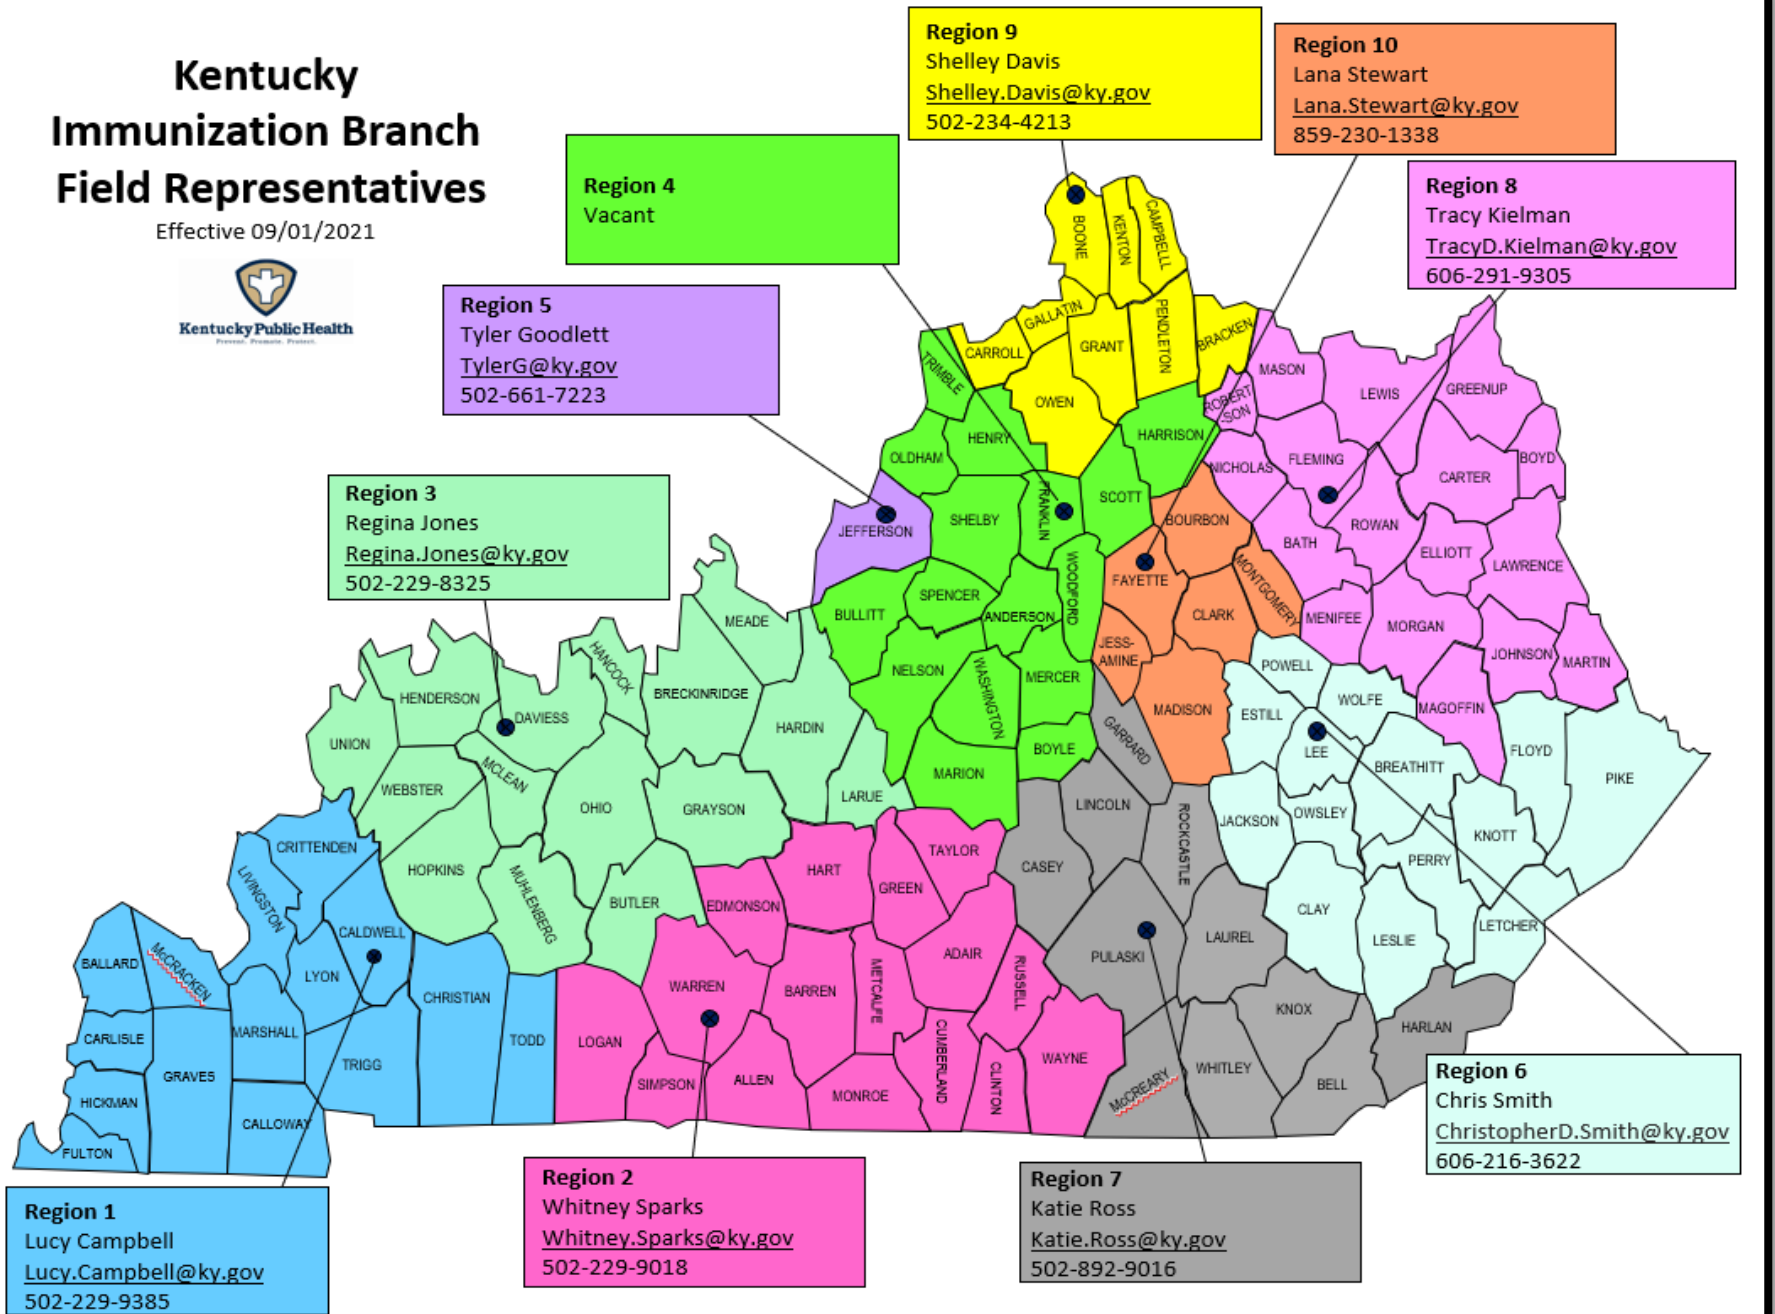 Kentucky
Immunization Branch
Field Representatives
Effective 09/01/2021
Kentucky Public Health
Prevent. Promote. Protect.
Region 9
Shelley Davis
Shelley.Davis@ky.gov
502-234-4213
Region 10
Lana Stewart
Lana.Stewart@ky.gov
859-230-1338
Region 4
Vacant
Region 8
Tracy Kielman
TracyD.Kielman@ky.gov
606-291-9305
Region 5
Tyler Goodlett
TylerG@ky.gov
502-661-7223
Region 3
Regina Jones
Regina.Jones@ky.gov
502-229-8325
BOONE
KENTON
CAMPBELLL
GALLATIN
CARROLL
GRANT
PENDLETON
BRACKEN
OWEN
TRIMBLE
HENRY
OLDHAM
HARRISON
ROBERT
-SON
MASON
LEWIS
GREENUP
NICHOLAS
FLEMING
CARTER
BOYD
JEFFERSON
SHELBY
FRANKLIN
SCOTT
BOURBON
BATH
ROWAN
ELLIOTT
LAWRENCE
BULLITT
SPENCER
ANDERSON
WOODFORD
FAYETTE
CLARK
MONTGOMERY
MENIFEE
MORGAN
JOHNSON
MARTIN
MAGOFFIN
NELSON
WASHINGTON
MERCER
JESS-
AMINE
MADISON
POWELL
WOLFE
ESTILL
LEE
BREATHITT
FLOYD
PIKE
MEADE
HANCOCK
BRECKINRIDGE
HARDIN
HENDERSON
DAVIESS
UNION
WEBSTER
MCLEAN
OHIO
GRAYSON
LARUE
MARION
BOYLE
GARRARD
LINCOLN
ROCKCASTLE
JACKSON
OWSLEY
KNOTT
PERRY
CRITTENDEN
LIVINGSTON
HOPKINS
MUHLENBERG
BUTLER
EDMONSON
HART
GREEN
TAYLOR
CASEY
CLAY
LESLIE
LETCHER
BALLARD
McCRACKEN
CALDWELL
LYON
CHRISTIAN
TODD
WARREN
BARREN
METCALFE
ADAIR
RUSSELL
PULASKI
LAUREL
KNOX
HARLAN
CARLISLE
GRAVES
MARSHALL
TRIGG
LOGAN
SIMPSON
ALLEN
MONROE
CUMBERLAND
CLINTON
WAYNE
McCREARY
WHITLEY
BELL
HICKMAN
FULTON
CALLOWAY
Region 6
Chris Smith
ChristopherD.Smith@ky.gov
606-216-3622
Region 2
Whitney Sparks
Whitney.Sparks@ky.gov
502-229-9018
Region 7
Katie Ross
Katie.Ross@ky.gov
502-892-9016
Region 1
Lucy Campbell
Lucy.Campbell@ky.gov
502-229-9385